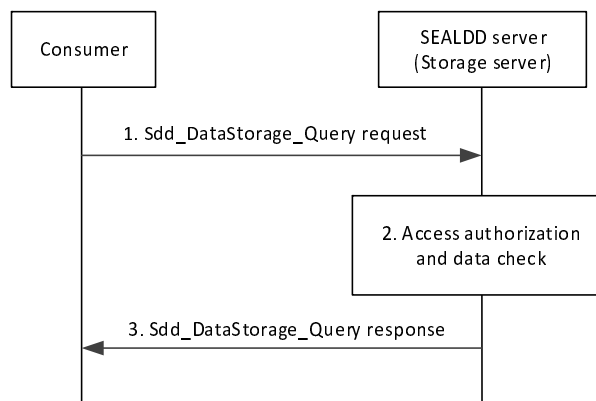 Consumer
SEALDD server
(Storage server)
1. Sdd_DataStorage_Query request
2. Access authorization
and data check
3. Sdd_DataStorage_Query response